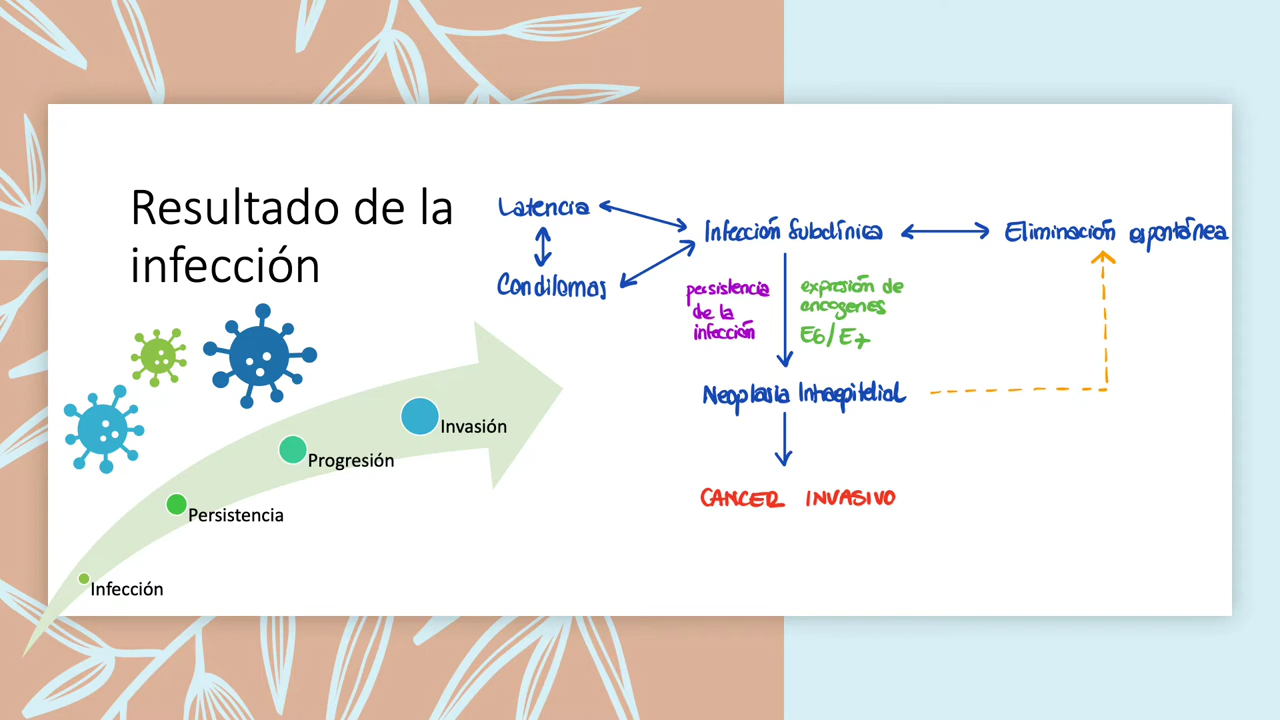 Resultado de la
infección
Infección
Persistencia
Progresión
Invasión
Latencia
Condilomas
Infección Subclínica
Eliminación espontánea
persistencia
de la
infección
expresión de
oncogenes
E6/E7
Neoplasia Intraepitelial
CANCER INVASIVO